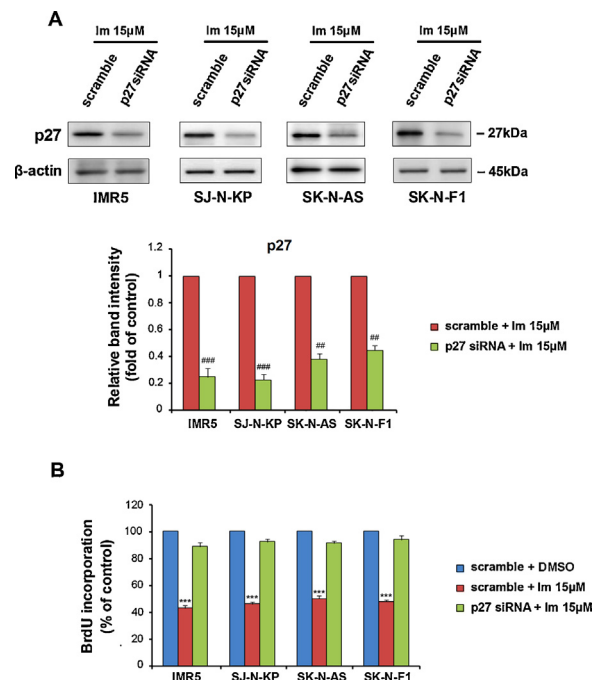 A
Im 15µM Im 15µM Im 15µM Im 15µM
scramble p27siRNA scramble p27siRNA scramble p27siRNA scramble p27siRNA
p27 – 27kDa
β-actin – 45kDa
IMR5 SJ-N-KP SK-N-AS SK-N-F1
p27
Relative band intensity
(fold of control)
1.2
1
0.8
0.6
0.4
0.2
0
### ### ## ##
IMR5 SJ-N-KP SK-N-AS SK-N-F1
scramble + Im 15µM
p27 siRNA + Im 15µM
B
BrdU incorporation
(% of control)
120
100
80
60
40
20
0
*** *** *** ***
IMR5 SJ-N-KP SK-N-AS SK-N-F1
scramble + DMSO
scramble + Im 15µM
p27 siRNA + Im 15µM